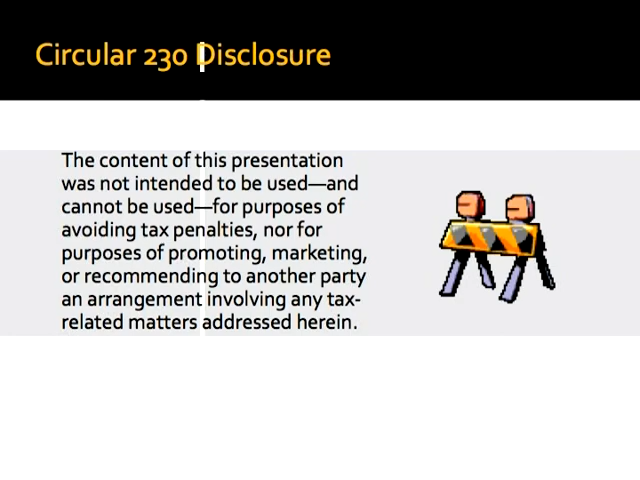 Circular 230 Disclosure
The content of this presentation
was not intended to be used—and
cannot be used—for purposes of
avoiding tax penalties, nor for
purposes of promoting, marketing,
or recommending to another party
an arrangement involving any tax-
related matters addressed herein.